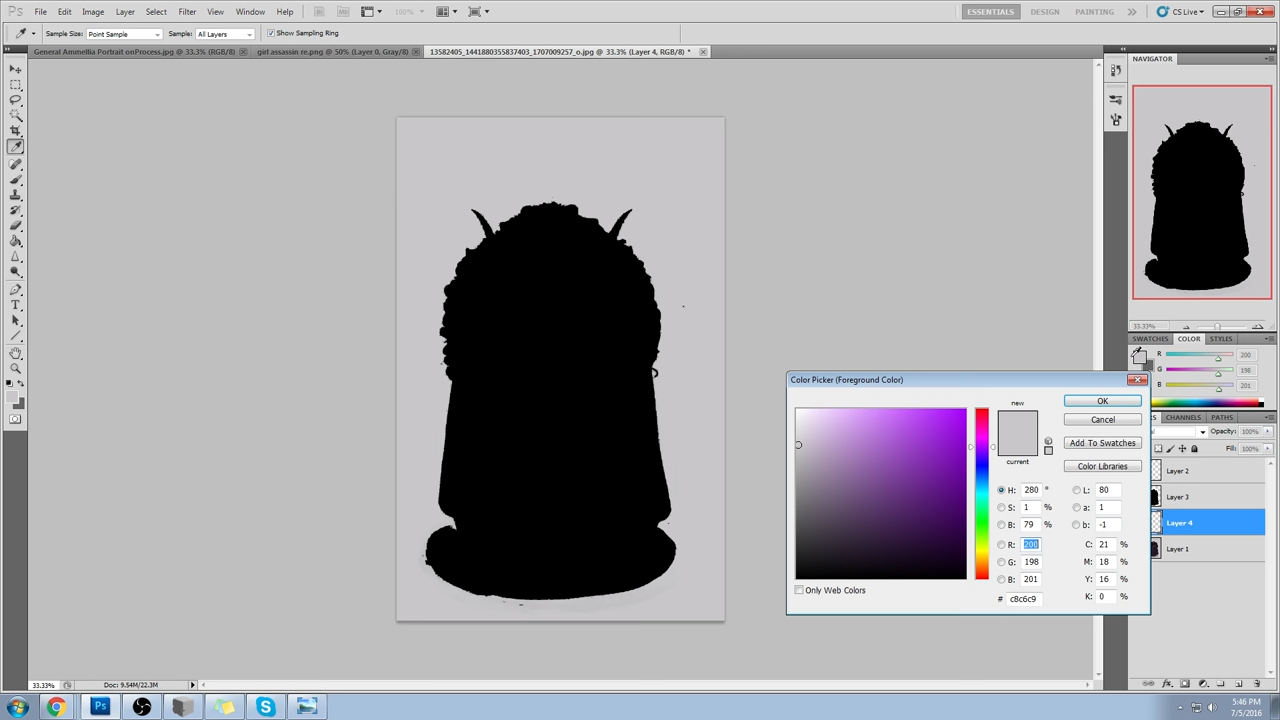 Ps File Edit Image Layer Select Filter Analysis 3D View Window Help 100% ESSENTIALS DESIGN PAINTING CS Live
Sample Size: Point Sample Sample: All Layers Show Sampling Ring
General Ammellia Portrait onProcess.jpg @ 33.3% (RGB/8) girl assassin re.png @ 50% (Layer 0, Gray/8) 13582405_1441880355837403_1707009257_o.jpg @ 33.3% (Layer 4, RGB/8) *
NAVIGATOR
33.33%
SWATCHES COLOR STYLES
R 200
G 198
B 201
Color Picker (Foreground Color)
new
current
OK
Cancel
Add To Swatches
Color Libraries
H: 280 °
S: 1 %
B: 79 %
R: 200
G: 198
B: 201
# c8c6c9
L: 80
a: 1
b: -1
C: 21 %
M: 18 %
Y: 16 %
K: 0 %
Only Web Colors
CHANNELS PATHS
Opacity: 100%
Fill: 100%
Layer 2
Layer 3
Layer 4
Layer 1
33.33% Doc: 9.54M/22.3M
Ps
5:46 PM
7/5/2016